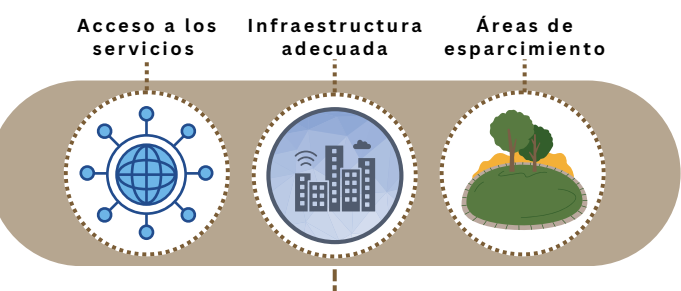 Acceso a los
servicios
Infraestructura
adecuada
Áreas de
esparcimiento